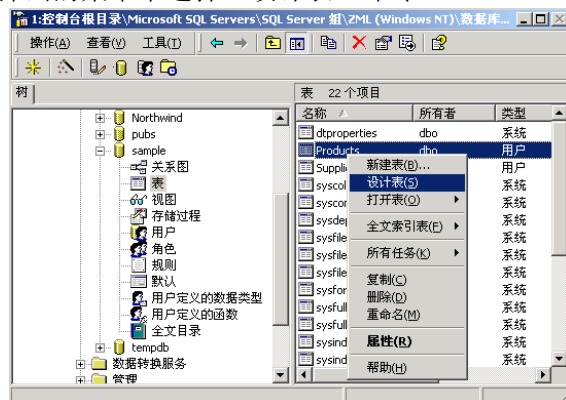 1:控制台根目录\Microsoft SQL Servers\SQL Server 组\ZML (Windows NT)\数据库...
操作(A) 查看(V) 工具(T)
树
Northwind
pubs
sample
关系图
表
视图
存储过程
用户
角色
规则
默认
用户定义的数据类型
用户定义的函数
全文目录
tempdb
数据转换服务
管理
表 22 个项目
名称 所有者 类型
dtproperties dbo 系统
Products dbo 用户
Suppli 用户
syscol 系统
syscor 系统
sysdep 系统
sysfile 系统
sysfile 系统
sysfile 系统
sysfor 系统
sysfull 系统
sysfull 系统
sysind 系统
sysind 系统
新建表(B)...
设计表(S)
打开表(O)
全文索引表(F)
所有任务(K)
复制(C)
删除(D)
重命名(M)
属性(R)
帮助(H)